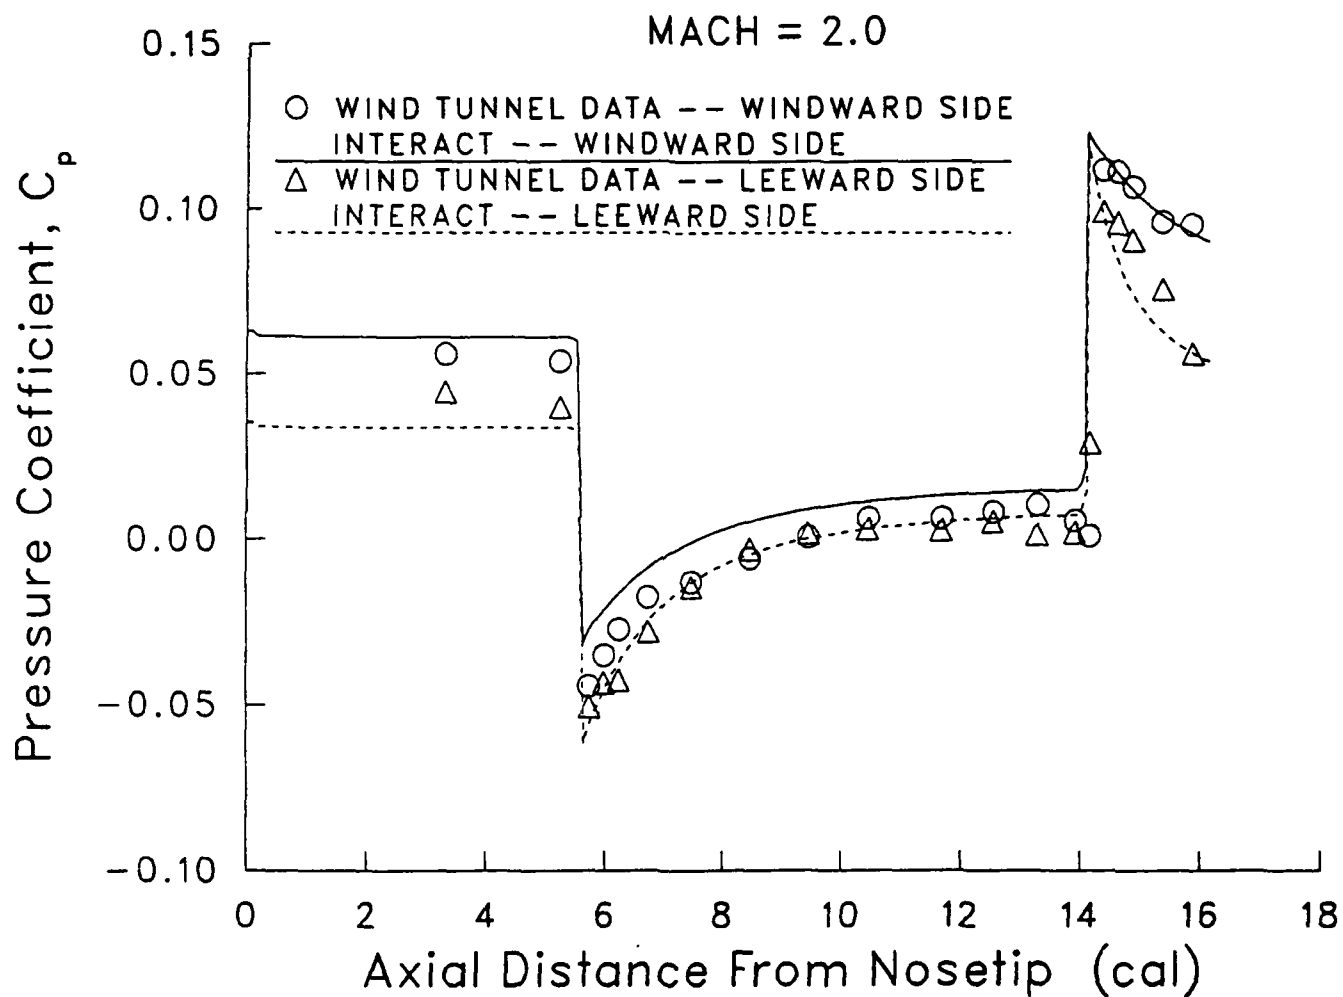 MACH = 2.0
0.15
○ WIND TUNNEL DATA -- WINDWARD SIDE
INTERACT -- WINDWARD SIDE
△ WIND TUNNEL DATA -- LEEWARD SIDE
INTERACT -- LEEWARD SIDE
0.10
0.05
0.00
-0.05
-0.10
Pressure Coefficient, Cp
0 2 4 6 8 10 12 14 16 18
Axial Distance From Nosetip (cal)